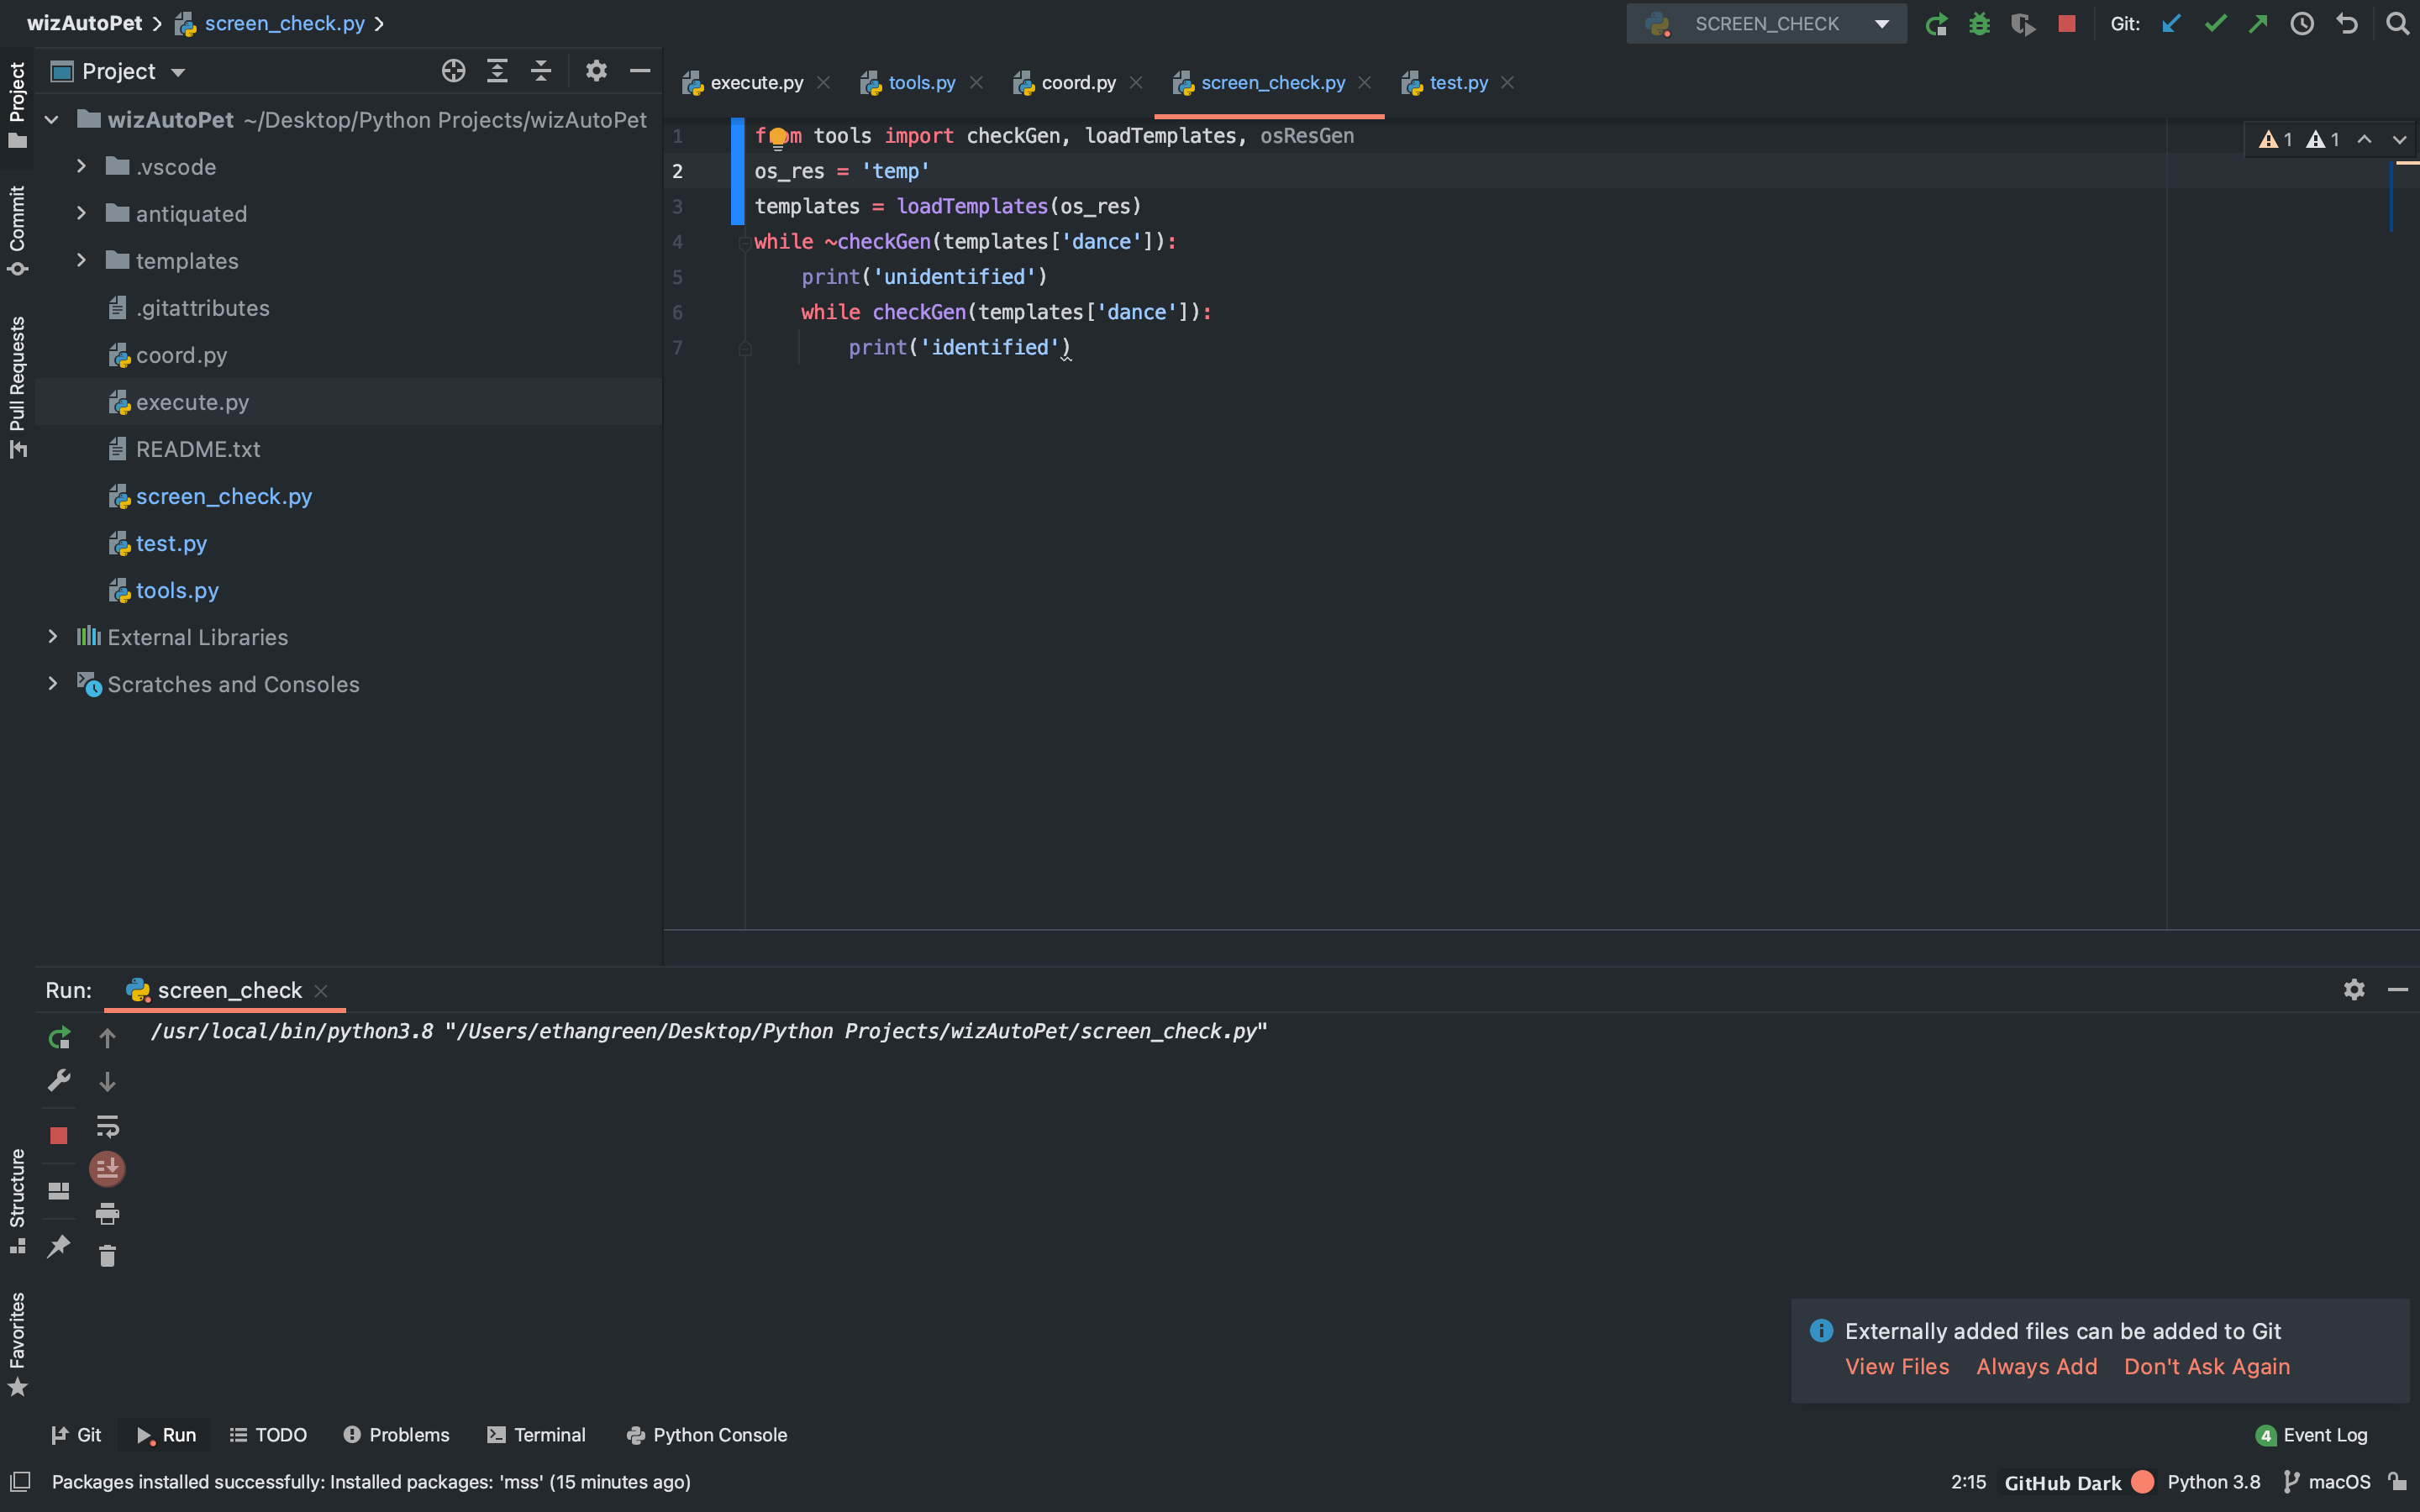 wizAutoPet
screen_check.py
SCREEN_CHECK
Git:
Project
execute.py
tools.py
coord.py
screen_check.py
test.py
Project
Commit
Pull Requests
Structure
Favorites
wizAutoPet ~/Desktop/Python Projects/wizAutoPet
.vscode
antiquated
templates
.gitattributes
coord.py
execute.py
README.txt
screen_check.py
test.py
tools.py
External Libraries
Scratches and Consoles
1 tools import checkGen, loadTemplates, osResGen
2 os_res = 'temp'
3 templates = loadTemplates(os_res)
4 while ~checkGen(templates['dance']):
5 print('unidentified')
6 while checkGen(templates['dance']):
7 print('identified')
1 1
Run: screen_check
/usr/local/bin/python3.8 "/Users/ethangreen/Desktop/Python Projects/wizAutoPet/screen_check.py"
Externally added files can be added to Git
View Files Always Add Don't Ask Again
Git Run TODO Problems Terminal Python Console
4 Event Log
Packages installed successfully: Installed packages: 'mss' (15 minutes ago)
2:15 GitHub Dark Python 3.8 macOS